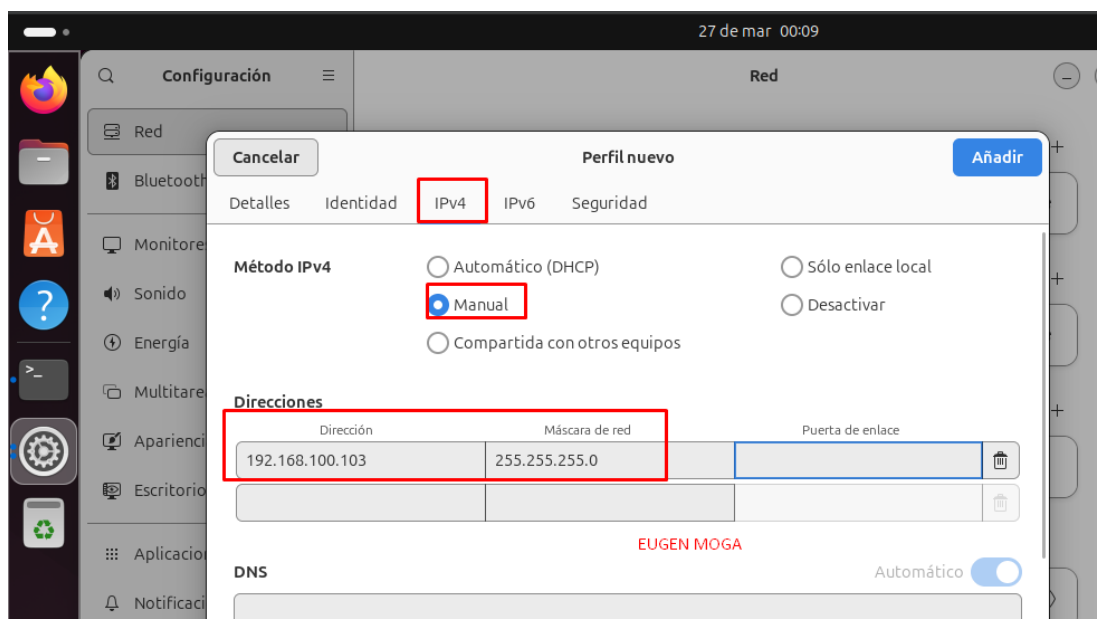 27 de mar 00:09
Configuración
Red
Red
Cancelar
Perfil nuevo
Añadir
Bluetooth
Detalles
Identidad
IPv4
IPv6
Seguridad
Monitore
Método IPv4
Automático (DHCP)
Sólo enlace local
Sonido
Manual
Desactivar
Energía
Compartida con otros equipos
Multitare
Direcciones
Dirección
Máscara de red
Puerta de enlace
Aparienci
192.168.100.103
255.255.255.0
Escritorio
EUGEN MOGA
Aplicacion
DNS
Automático
Notificaci